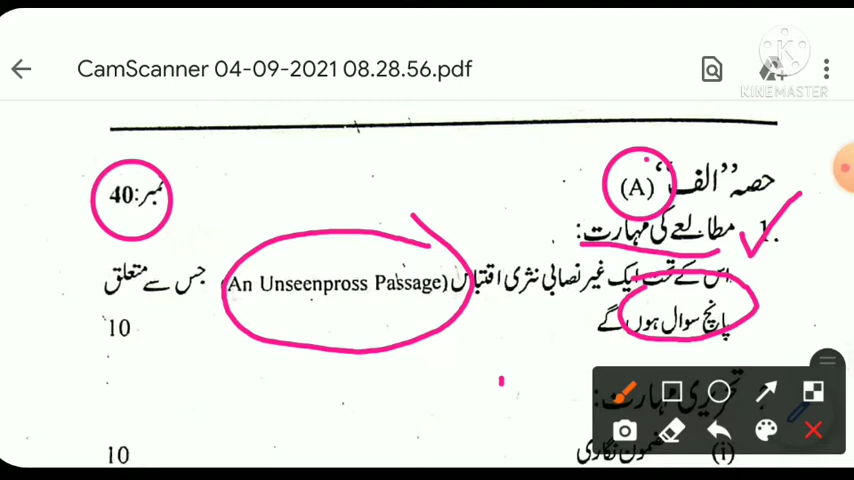 CamScanner 04-09-2021 08.28.56.pdf
KINEMASTER
حصہ ”الف“ (A) نمبر:40
1. مطالعے کی مہارت:
اس کے تحت ایک غیر نصابی نثری اقتباس (An Unseenpross Passage) جس سے متعلق
پانچ سوال ہوں گے 10
تحریری مہارت:
(i) مضمون نگاری 10